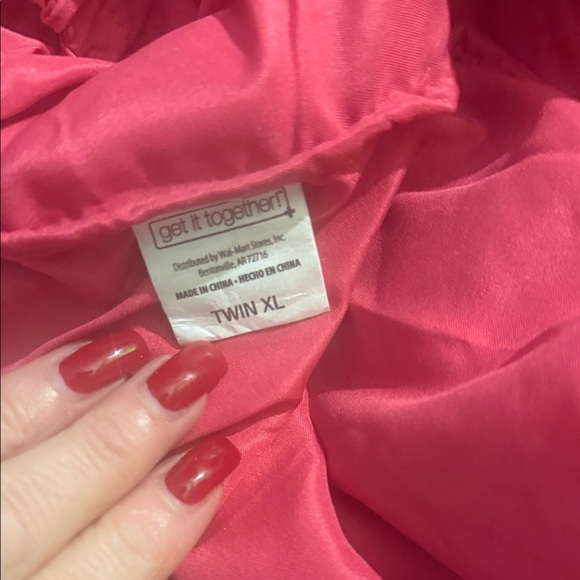 get it together!
Distributed by Wal-Mart Stores, Inc.
Bentonville, AR 72716
MADE IN CHINA • HECHO EN CHINA
TWIN XL